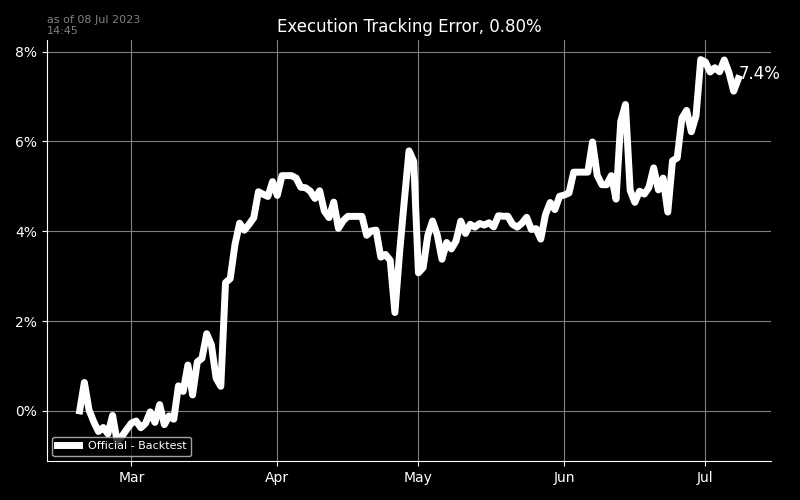 as of 08 Jul 2023
14:45
Execution Tracking Error, 0.80%
8%
7.4%
6%
4%
2%
0%
Official - Backtest
Mar
Apr
May
Jun
Jul